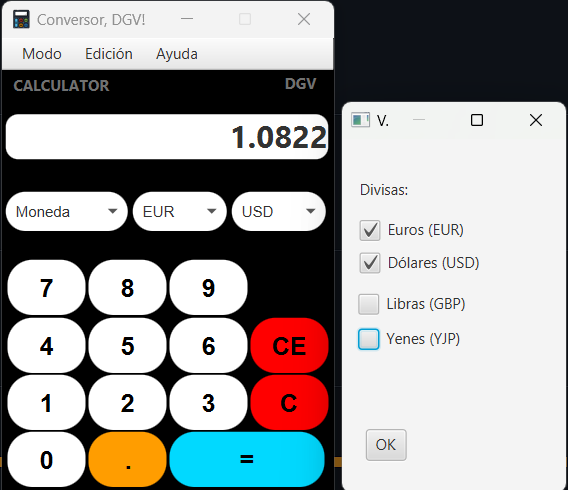 Conversor, DGV!
Modo Edición Ayuda
CALCULATOR DGV
1.0822
Moneda EUR USD
7 8 9
4 5 6 CE
1 2 3 C
0 . =
V.
Divisas:
Euros (EUR)
Dólares (USD)
Libras (GBP)
Yenes (YJP)
OK